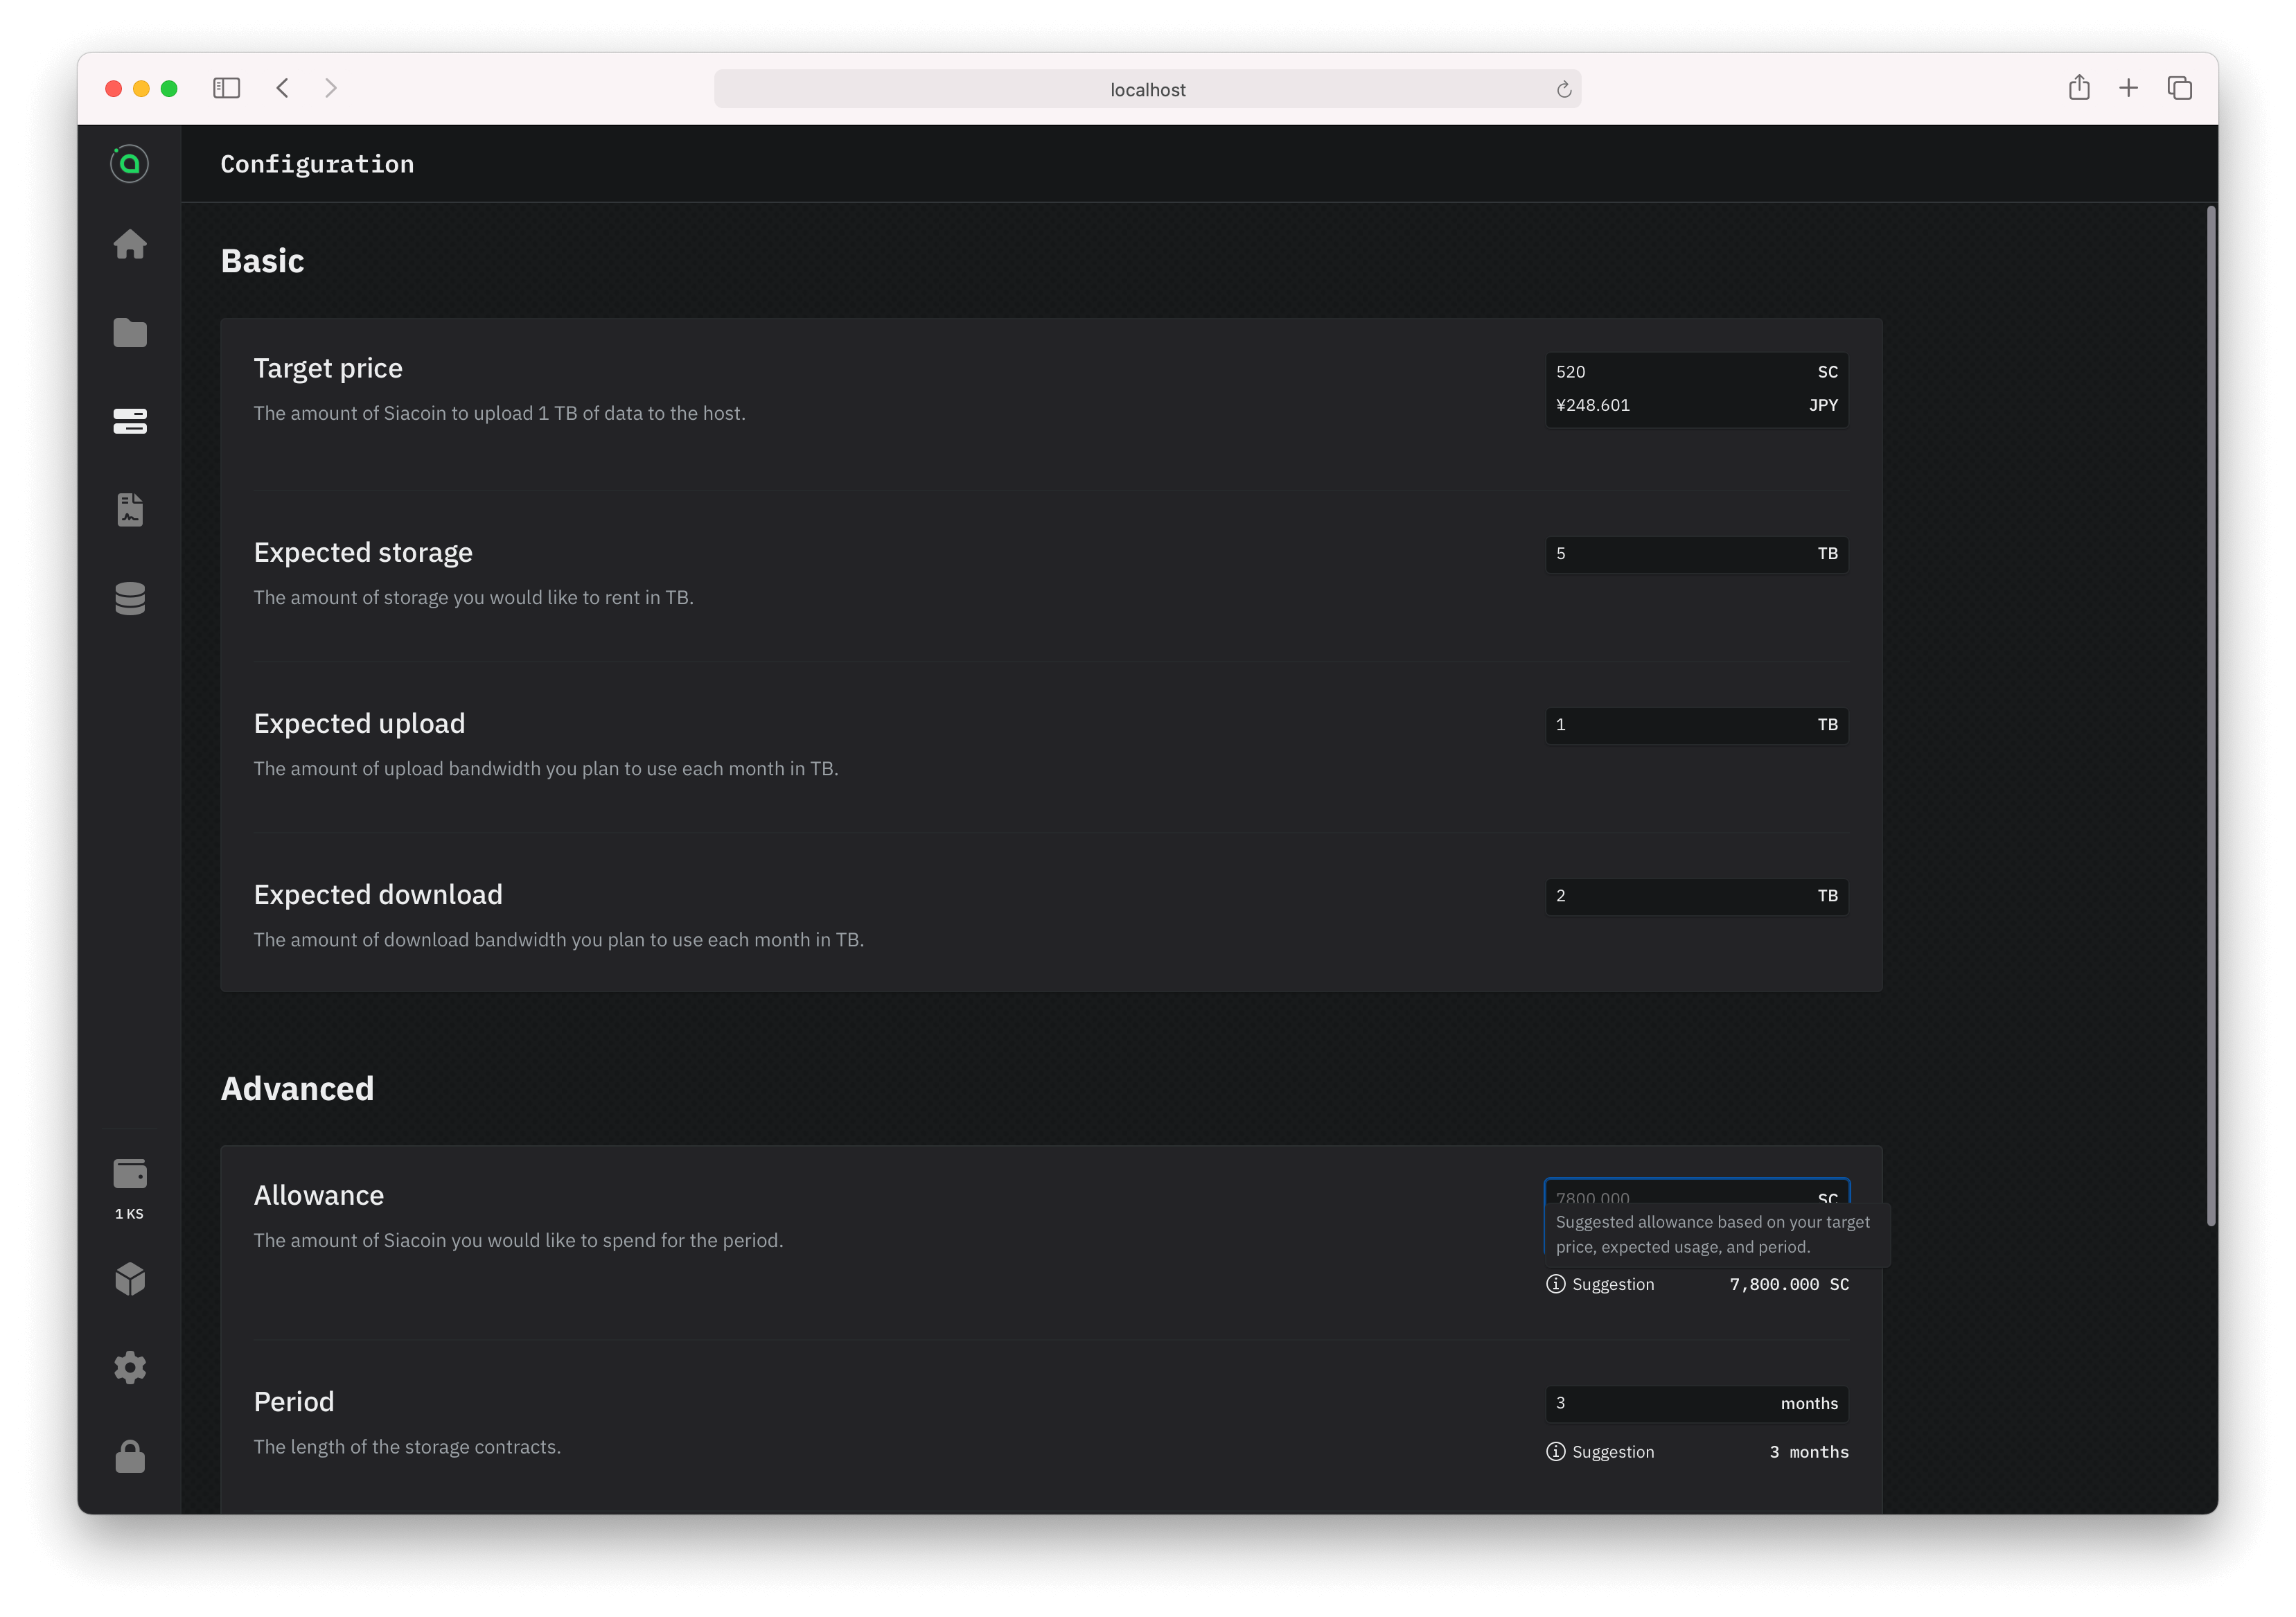 localhost
Configuration
Basic
Target price
The amount of Siacoin to upload 1 TB of data to the host.
520 SC
¥248.601 JPY
Expected storage
The amount of storage you would like to rent in TB.
5 TB
Expected upload
The amount of upload bandwidth you plan to use each month in TB.
1 TB
Expected download
The amount of download bandwidth you plan to use each month in TB.
2 TB
Advanced
Allowance
The amount of Siacoin you would like to spend for the period.
7800.000 SC
Suggested allowance based on your target
price, expected usage, and period.
Suggestion 7,800.000 SC
Period
The length of the storage contracts.
3 months
Suggestion 3 months
1 KS